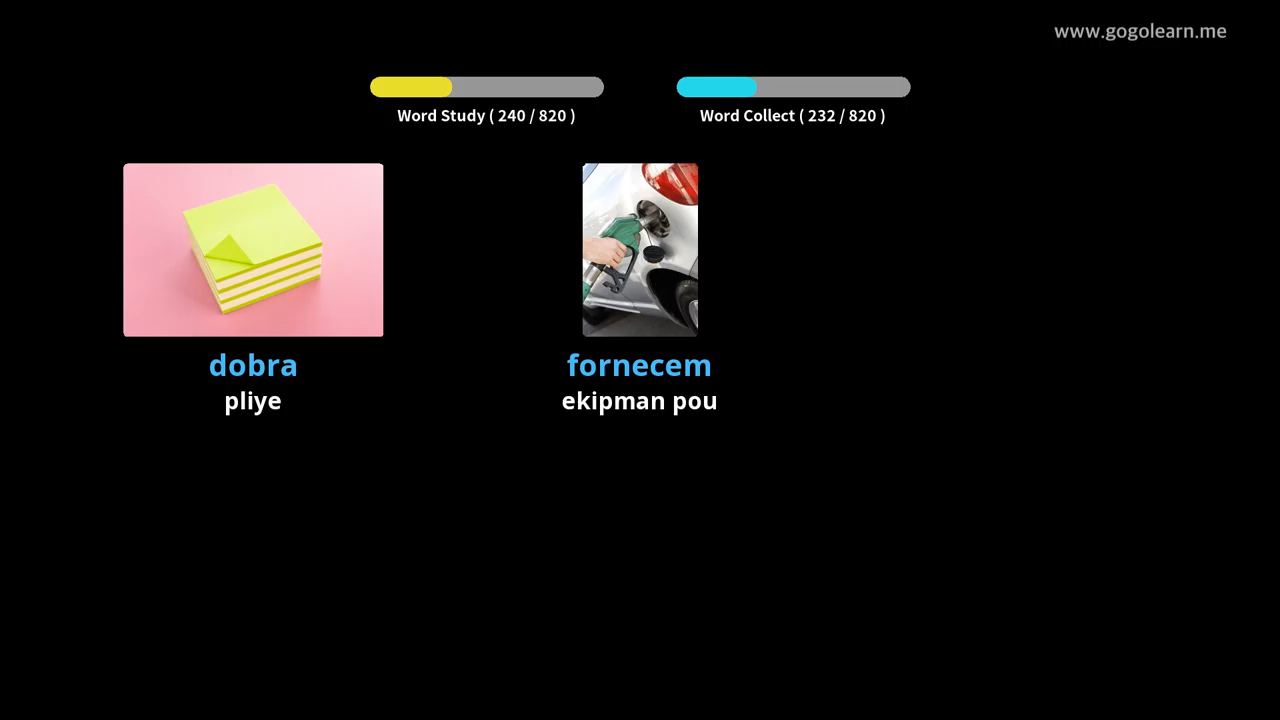 www.gogolearn.me
Word Study ( 240 / 820 )
Word Collect ( 232 / 820 )
dobra
pliye
fornecem
ekipman pou